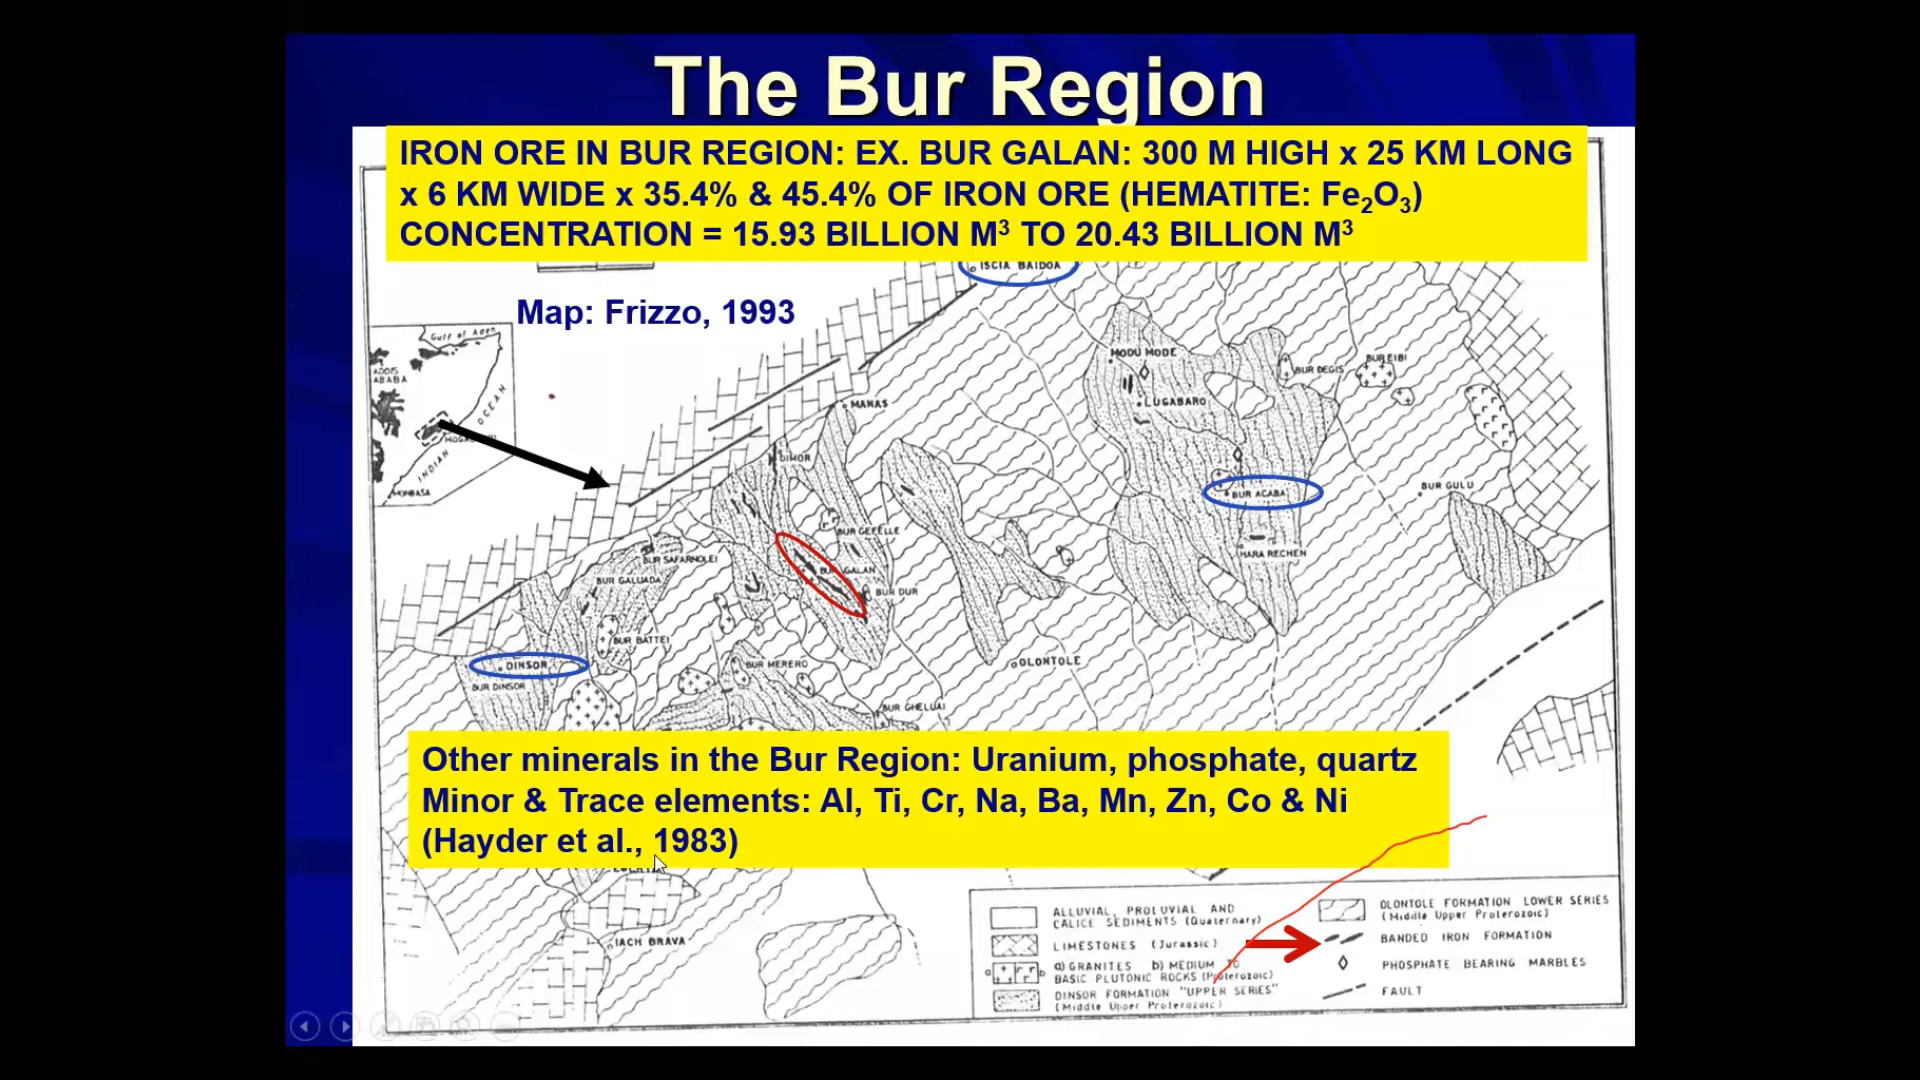 The Bur Region
IRON ORE IN BUR REGION: EX. BUR GALAN: 300 M HIGH x 25 KM LONG
x 6 KM WIDE x 35.4% & 45.4% OF IRON ORE (HEMATITE: Fe₂O₃)
CONCENTRATION = 15.93 BILLION M³ TO 20.43 BILLION M³
ISCIA BAIDOA
Map: Frizzo, 1993
Gulf of Aden
ADDIS
ABABA
INDIAN OCEAN
MOMBASA
MODU MODE
BUR EIBI
BUR DEGIS
LUGABARO
MANAS
DIMOR
BUR ACABA
BUR GULU
BUR GEFELLE
HARA RECHEN
BUR GALAN
BUR DUR
BUR SAFARNOLEI
BUR GALUADA
BUR BATTEI
DINSOR
BUR DINSOR
BUR MERERO
OLONTOLE
BUR GHELUAI
Other minerals in the Bur Region: Uranium, phosphate, quartz
Minor & Trace elements: Al, Ti, Cr, Na, Ba, Mn, Zn, Co & Ni
(Hayder et al., 1983)
IACH BRAVA
ALLUVIAL, PROLUVIAL AND
CALICE SEDIMENTS (Quaternary)
LIMESTONES (Jurassic)
a) GRANITES b) MEDIUM TO
BASIC PLUTONIC ROCKS (Proterozoic)
DINSOR FORMATION "UPPER SERIES"
(Middle Upper Proterozoic)
OLONTOLE FORMATION LOWER SERIES
(Middle Upper Proterozoic)
BANDED IRON FORMATION
PHOSPHATE BEARING MARBLES
FAULT